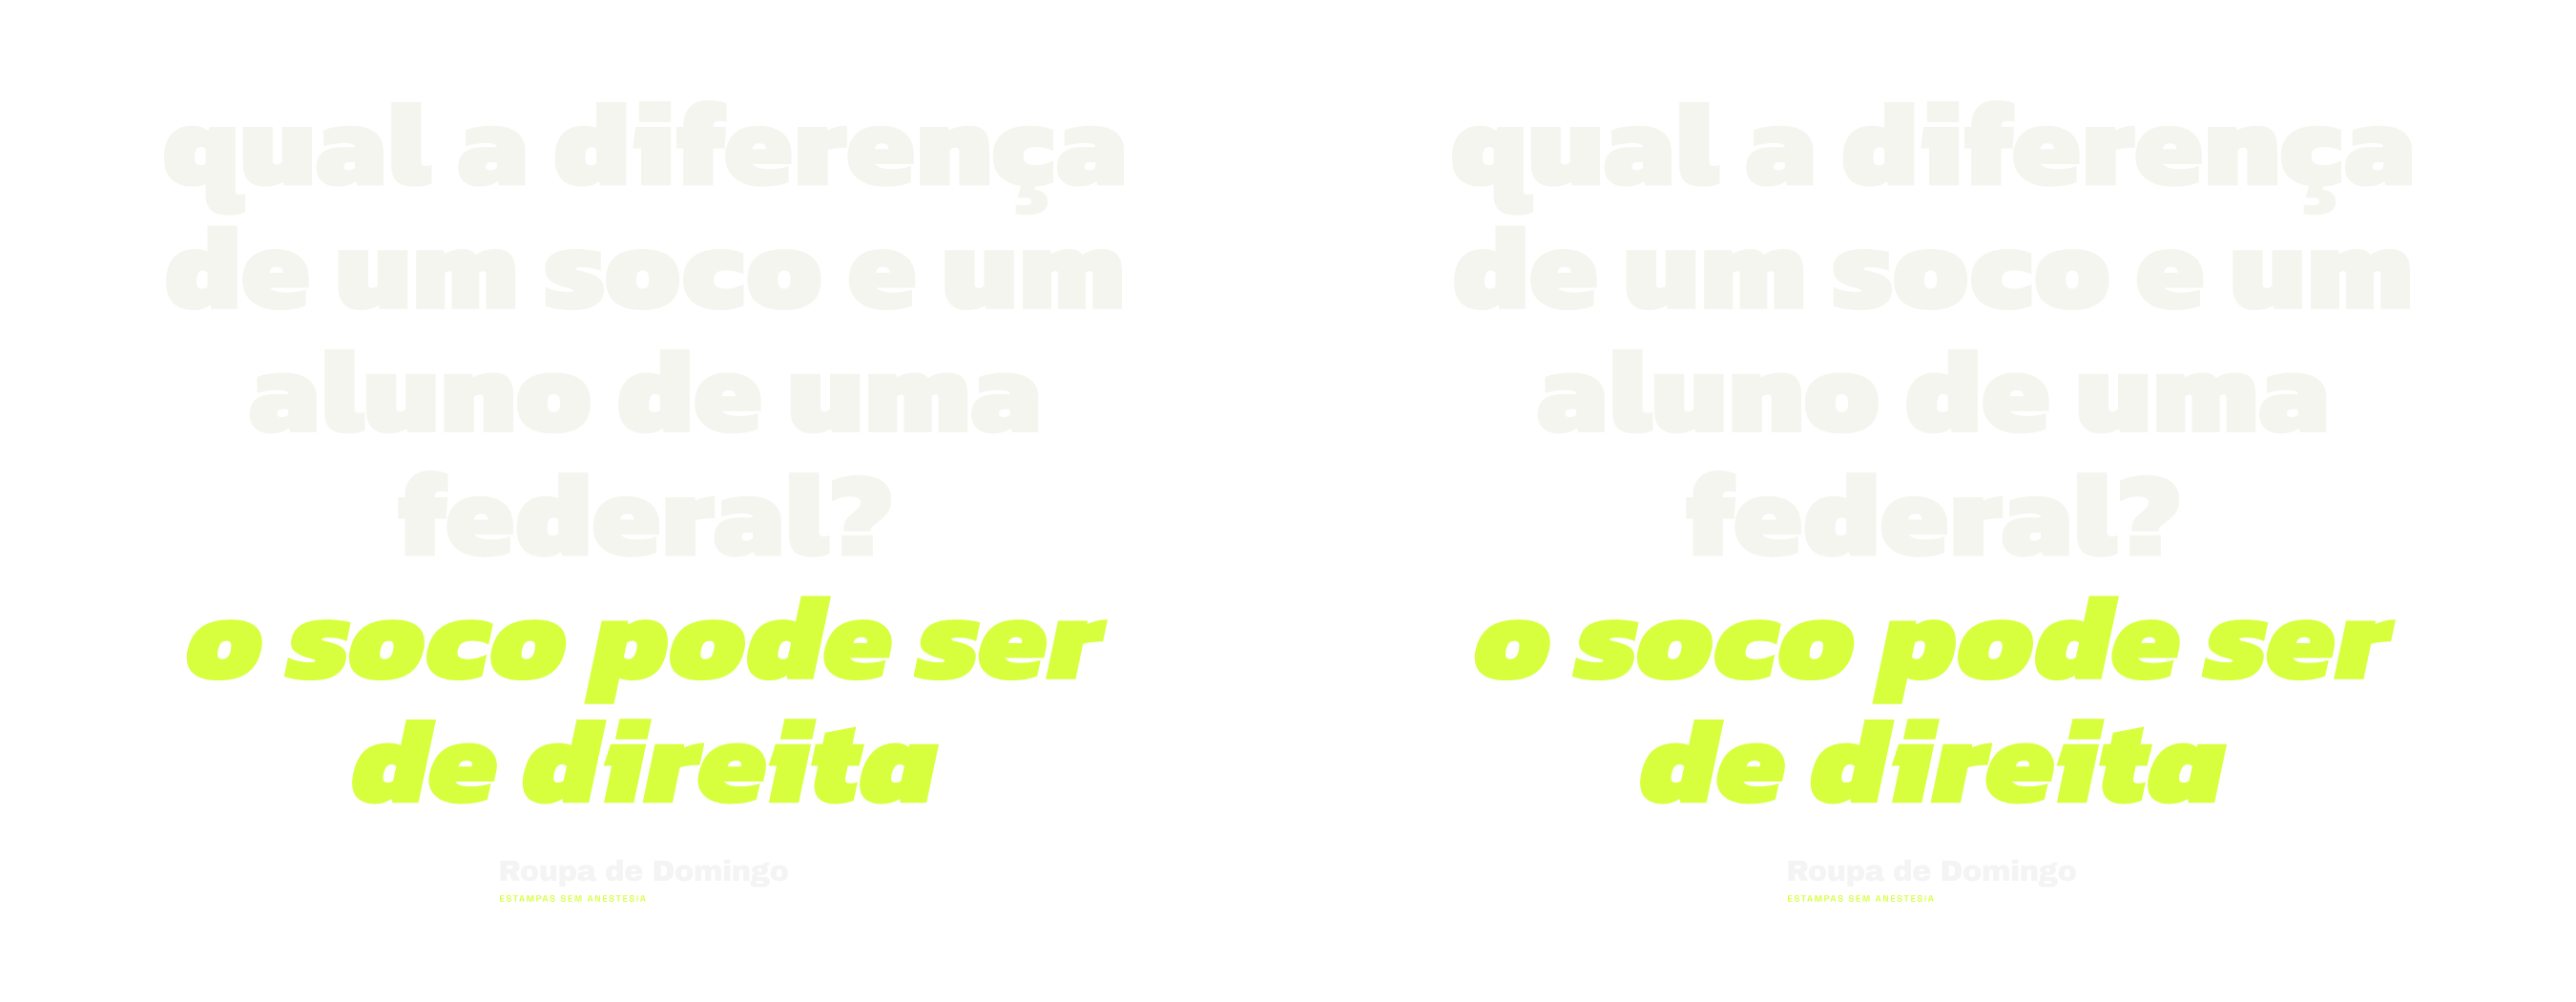 qual a diferença
de um soco e um
aluno de uma
federal?
o soco pode ser
de direita
Roupa de Domingo
ESTAMPAS SEM ANESTESIA
qual a diferença
de um soco e um
aluno de uma
federal?
o soco pode ser
de direita
Roupa de Domingo
ESTAMPAS SEM ANESTESIA